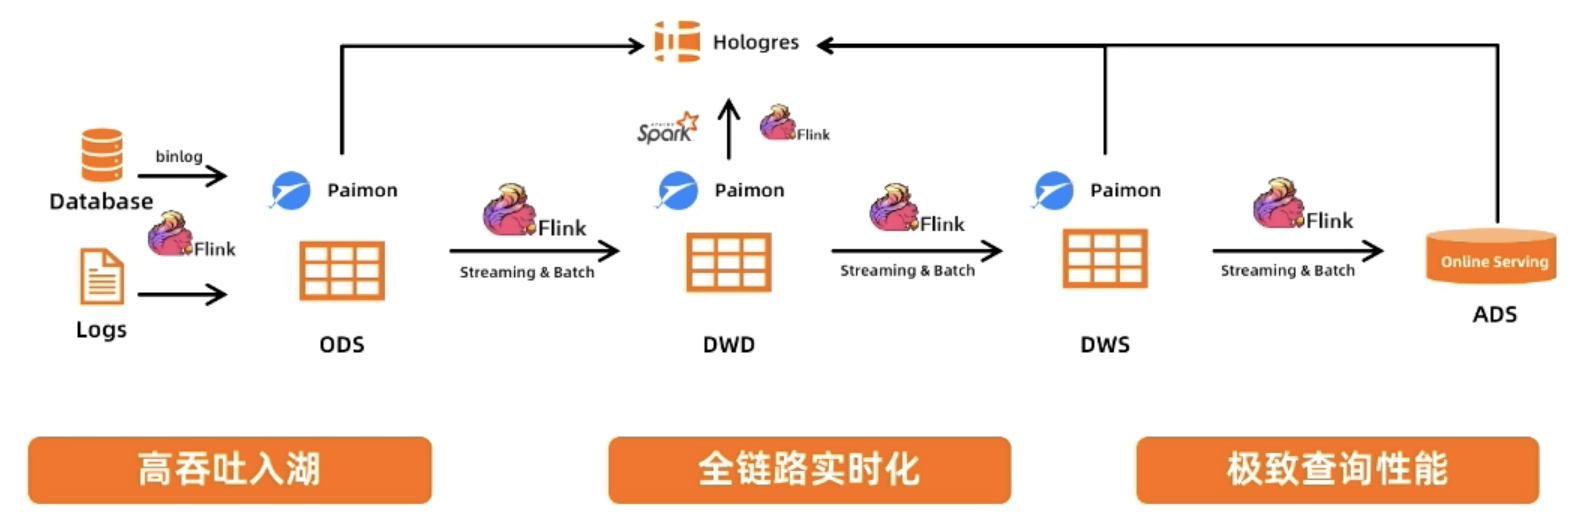 Hologres
APACHE
Spark
Flink
binlog
Database
Paimon
Paimon
Paimon
Flink
Flink
Flink
Flink
Streaming & Batch
Streaming & Batch
Streaming & Batch
Online Serving
Logs
ODS
DWD
DWS
ADS
高吞吐入湖
全链路实时化
极致查询性能